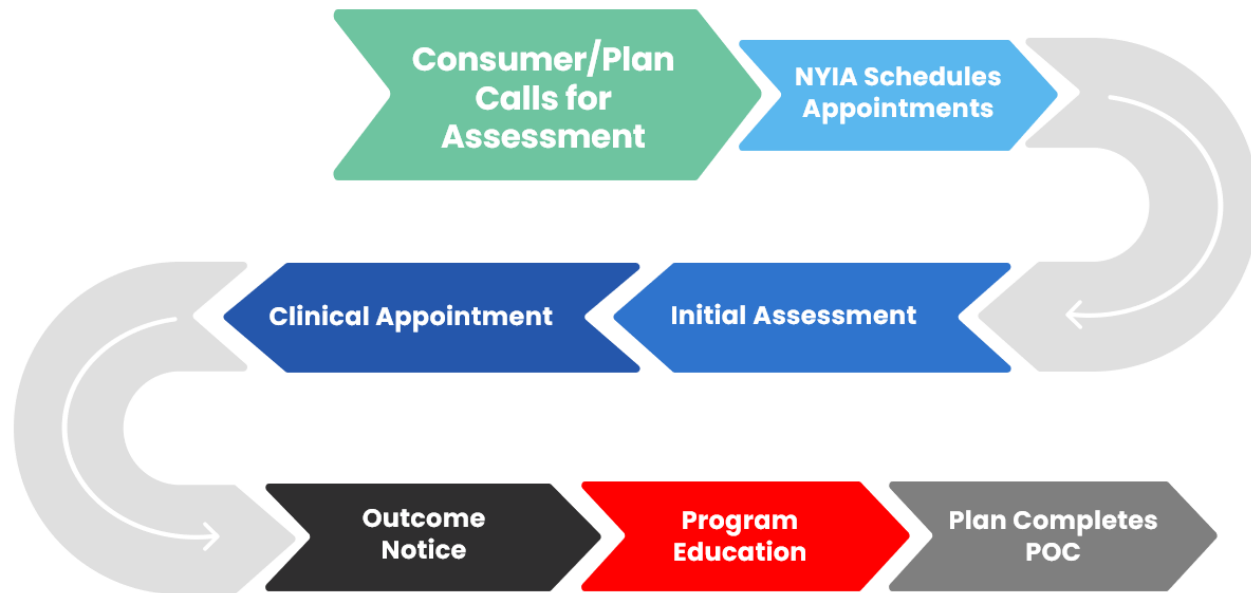 Consumer/Plan
Calls for
Assessment
NYIA Schedules
Appointments
Initial Assessment
Clinical Appointment
Outcome
Notice
Program
Education
Plan Completes
POC